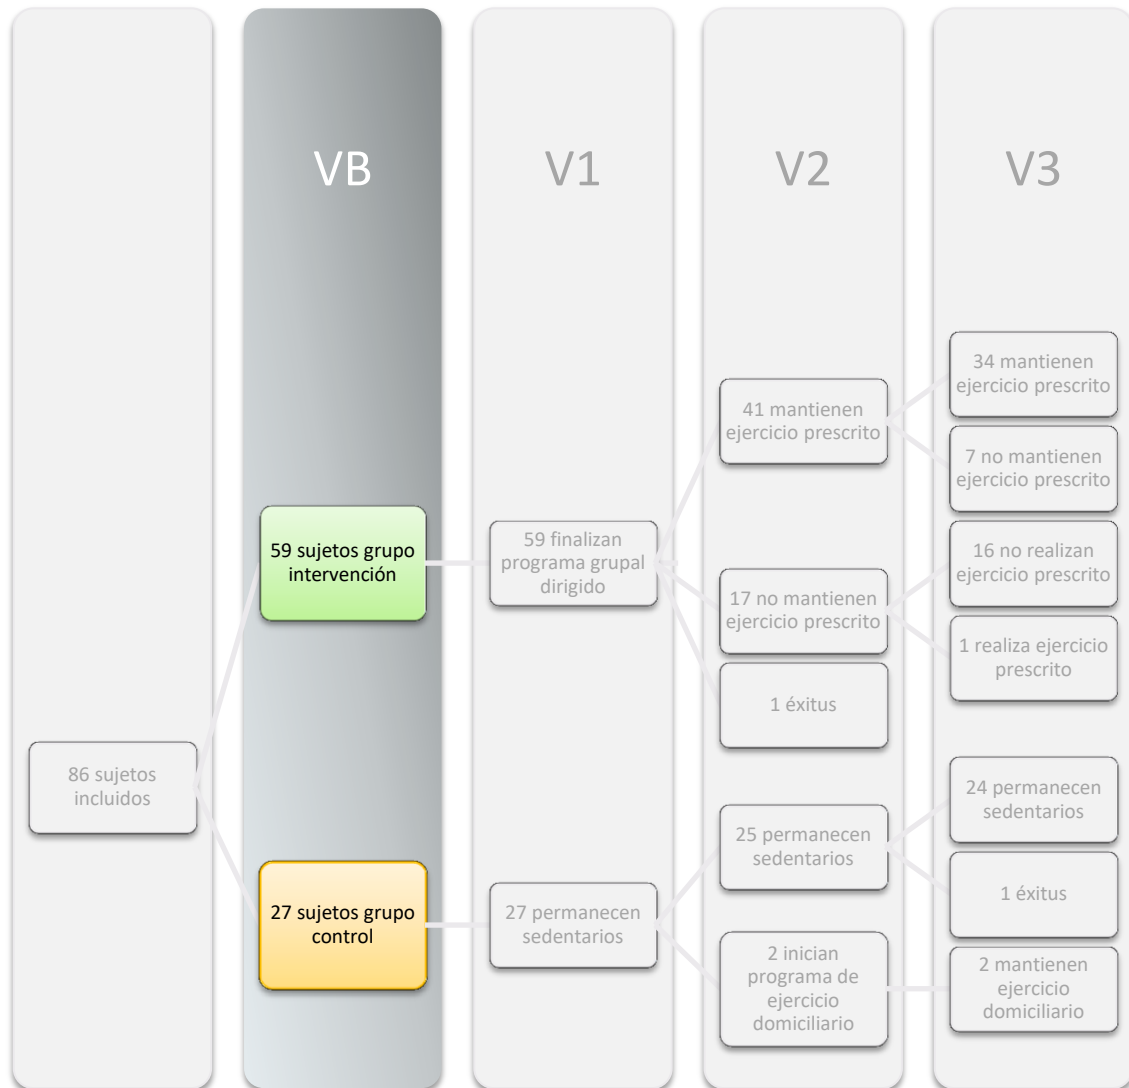 VB
V1
V2
V3
86 sujetos
incluidos
59 sujetos grupo
intervención
27 sujetos grupo
control
59 finalizan
programa grupal
dirigido
27 permanecen
sedentarios
41 mantienen
ejercicio prescrito
17 no mantienen
ejercicio prescrito
1 éxitus
25 permanecen
sedentarios
2 inician
programa de
ejercicio
domiciliario
34 mantienen
ejercicio prescrito
7 no mantienen
ejercicio prescrito
16 no realizan
ejercicio prescrito
1 realiza ejercicio
prescrito
24 permanecen
sedentarios
1 éxitus
2 mantienen
ejercicio
domiciliario